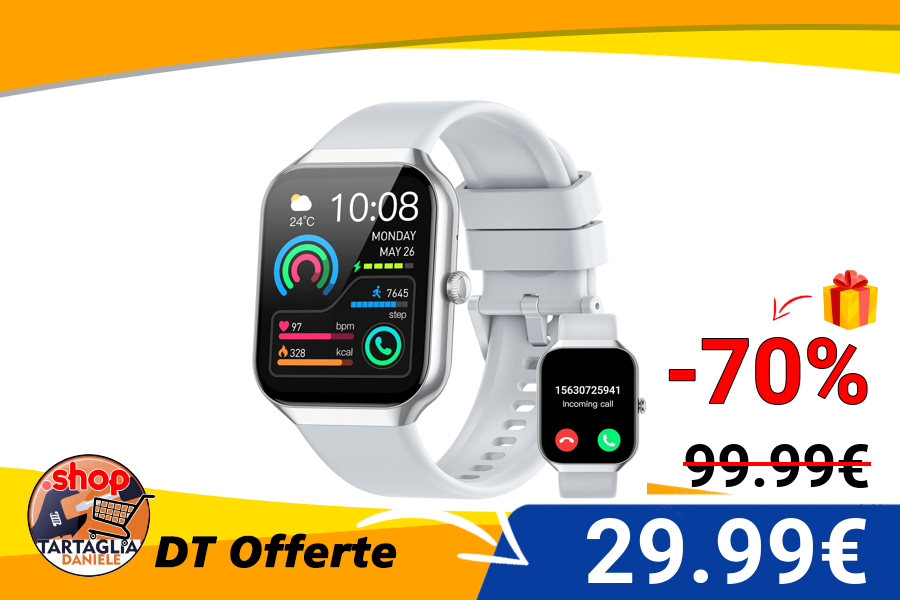 10:08
24°C
MONDAY
MAY 26
7645
step
97 bpm
328 kcal
15630725941
Incoming call
-70%
99.99€
29.99€
.shop
TARTAGLIA
DANIELE
DT Offerte